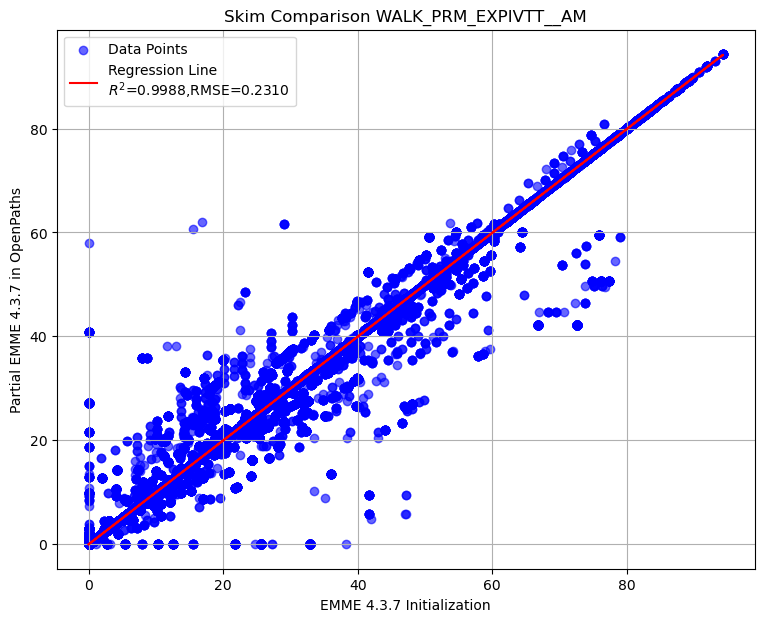 Skim Comparison WALK_PRM_EXPIVTT__AM
Data Points
Regression Line
R²=0.9988,RMSE=0.2310
Partial EMME 4.3.7 in OpenPaths
80
60
40
20
0
0 20 40 60 80
EMME 4.3.7 Initialization